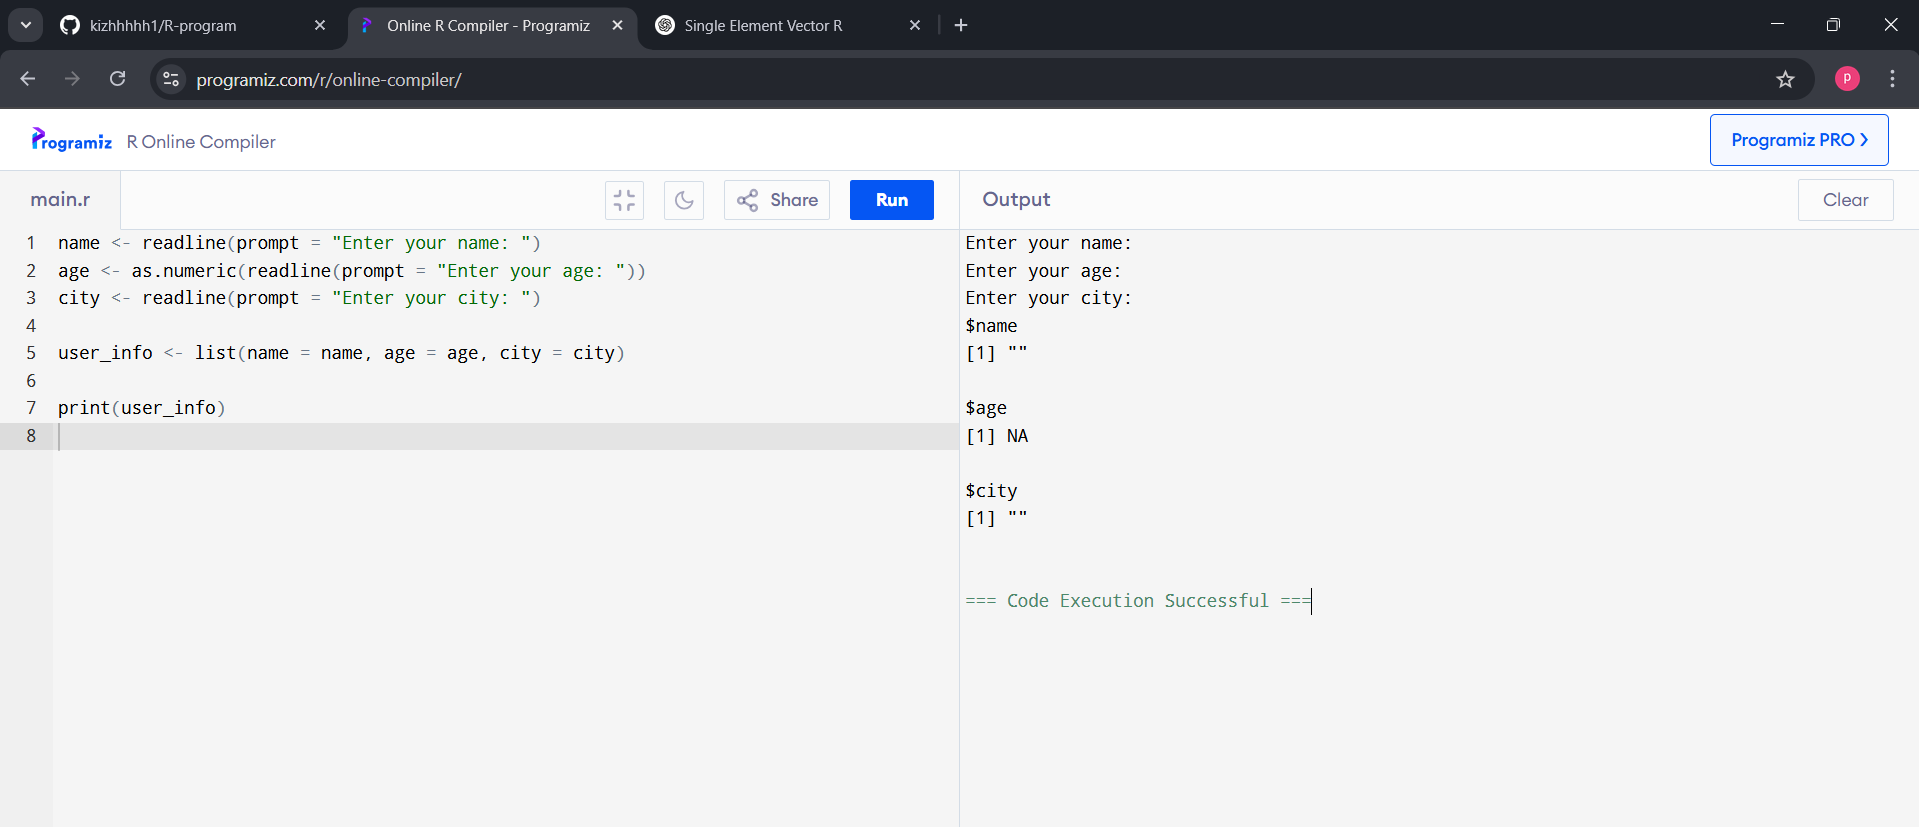 kizhhhhh1/R-program
Online R Compiler - Programiz
Single Element Vector R
programiz.com/r/online-compiler/
P
Programiz R Online Compiler
Programiz PRO
main.r
Share
Run
Output
Clear
1 name <- readline(prompt = "Enter your name: ")
2 age <- as.numeric(readline(prompt = "Enter your age: "))
3 city <- readline(prompt = "Enter your city: ")
4
5 user_info <- list(name = name, age = age, city = city)
6
7 print(user_info)
8
Enter your name:
Enter your age:
Enter your city:
$name
[1] ""
$age
[1] NA
$city
[1] ""
=== Code Execution Successful ===